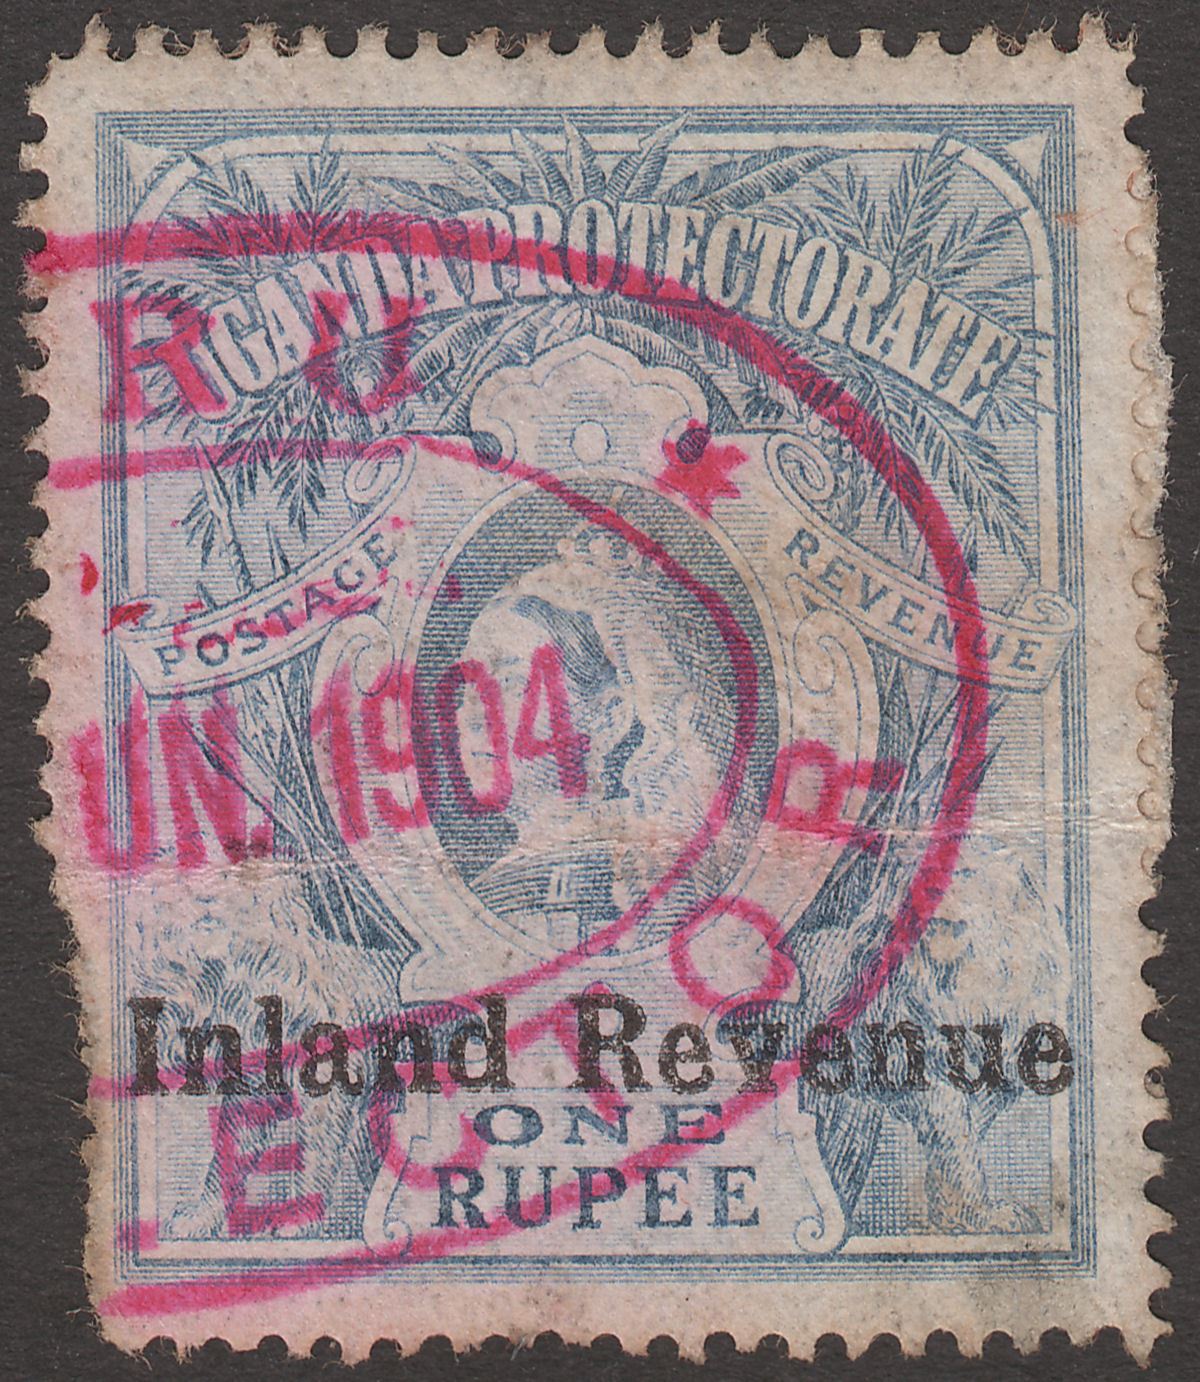 UGANDA PROTECTORATE
POSTAGE
REVENUE
UN. 1904
Inland Revenue
ONE
RUPEE